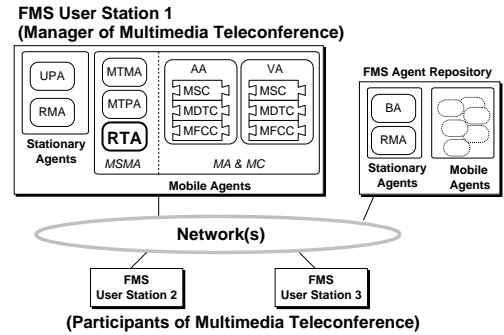 FMS User Station 1
(Manager of Multimedia Teleconference)
UPA
RMA
Stationary
Agents
MTMA
MTPA
RTA
MSMA
AA
MSC
MDTC
MFCC
VA
MSC
MDTC
MFCC
MA & MC
Mobile Agents
FMS Agent Repository
BA
RMA
Stationary
Agents
Mobile
Agents
Network(s)
FMS
User Station 2
FMS
User Station 3
(Participants of Multimedia Teleconference)